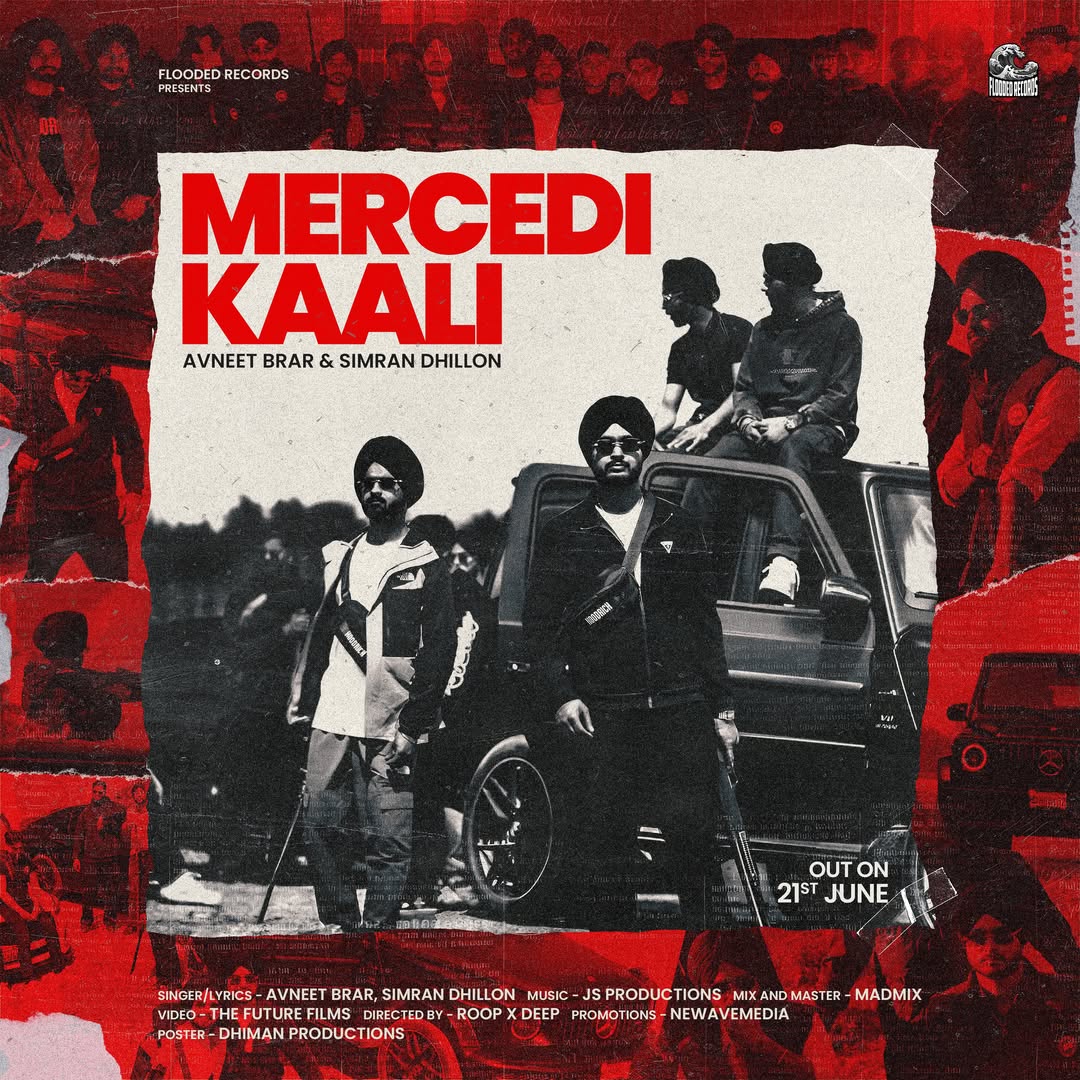 FLOODED RECORDS
PRESENTS
FLOODED RECORDS
MERCEDI
KAALI
AVNEET BRAR & SIMRAN DHILLON
HOODRICH
HOODRICH
OUT ON
21ST JUNE
SINGER/LYRICS - AVNEET BRAR, SIMRAN DHILLON MUSIC - JS PRODUCTIONS MIX AND MASTER - MADMIX
VIDEO - THE FUTURE FILMS DIRECTED BY - ROOP X DEEP PROMOTIONS - NEWAVEMEDIA
POSTER - DHIMAN PRODUCTIONS